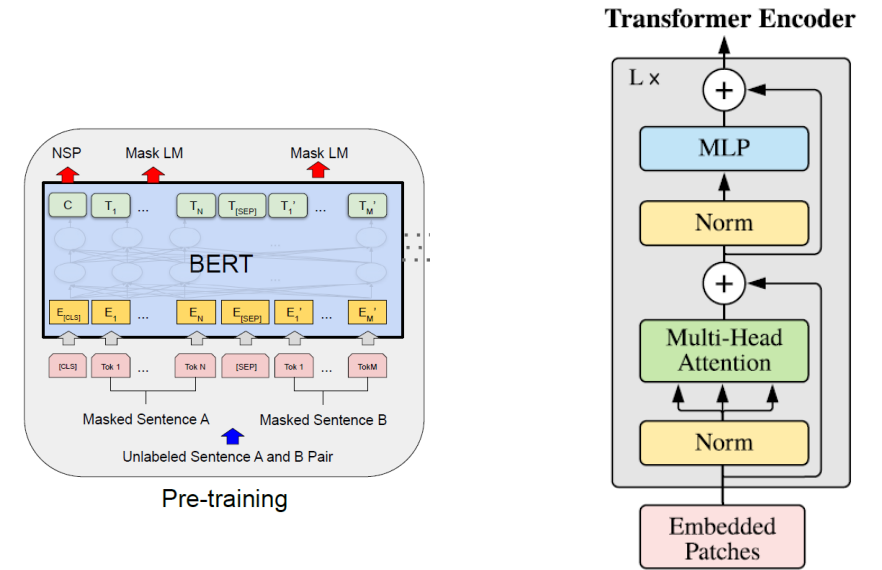 NSP Mask LM Mask LM
C T1 ... TN T[SEP] T1' ... TM'
...
BERT
...
E[CLS] E1 ... EN E[SEP] E1' ... EM'
[CLS] Tok 1 ... Tok N [SEP] Tok 1 ... TokM
Masked Sentence A Masked Sentence B
Unlabeled Sentence A and B Pair
Pre-training
Transformer Encoder
L ×
+
MLP
Norm
+
Multi-Head
Attention
Norm
Embedded
Patches